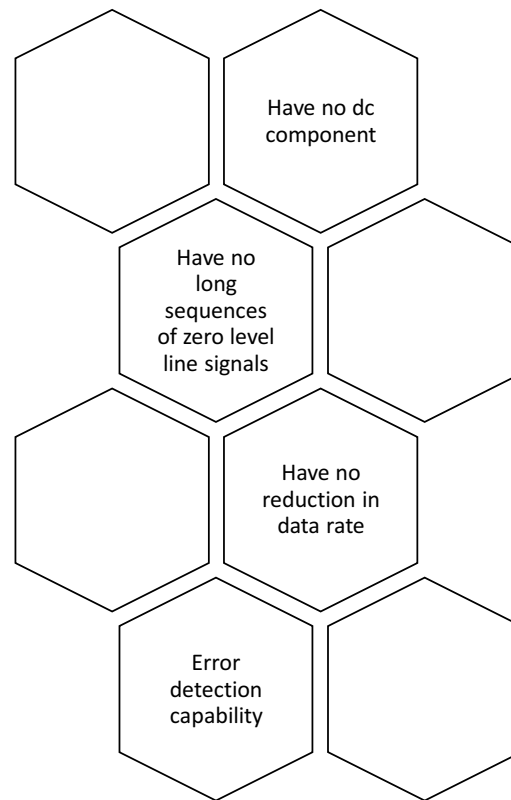 Have no dc
component
Have no
long
sequences
of zero level
line signals
Have no
reduction in
data rate
Error
detection
capability